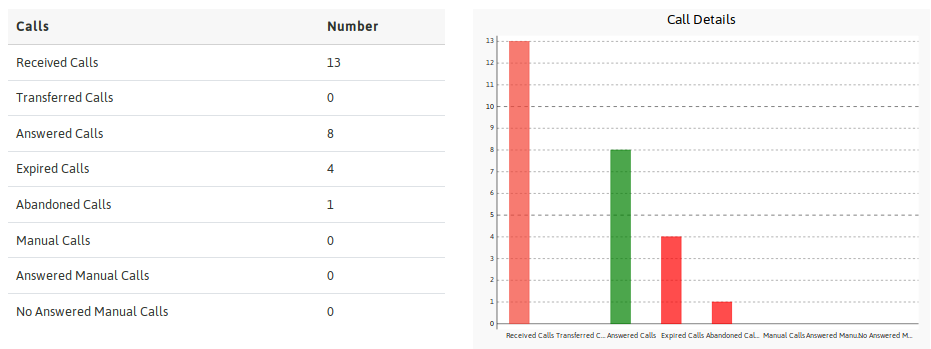 Calls Number
Received Calls 13
Transferred Calls 0
Answered Calls 8
Expired Calls 4
Abandoned Calls 1
Manual Calls 0
Answered Manual Calls 0
No Answered Manual Calls 0
Call Details
13
12
11
10
9
8
7
6
5
4
3
2
1
0
Received Calls Transferred C... Answered Calls Expired Calls Abandoned Cal... Manual Calls Answered Manu... No Answered M...